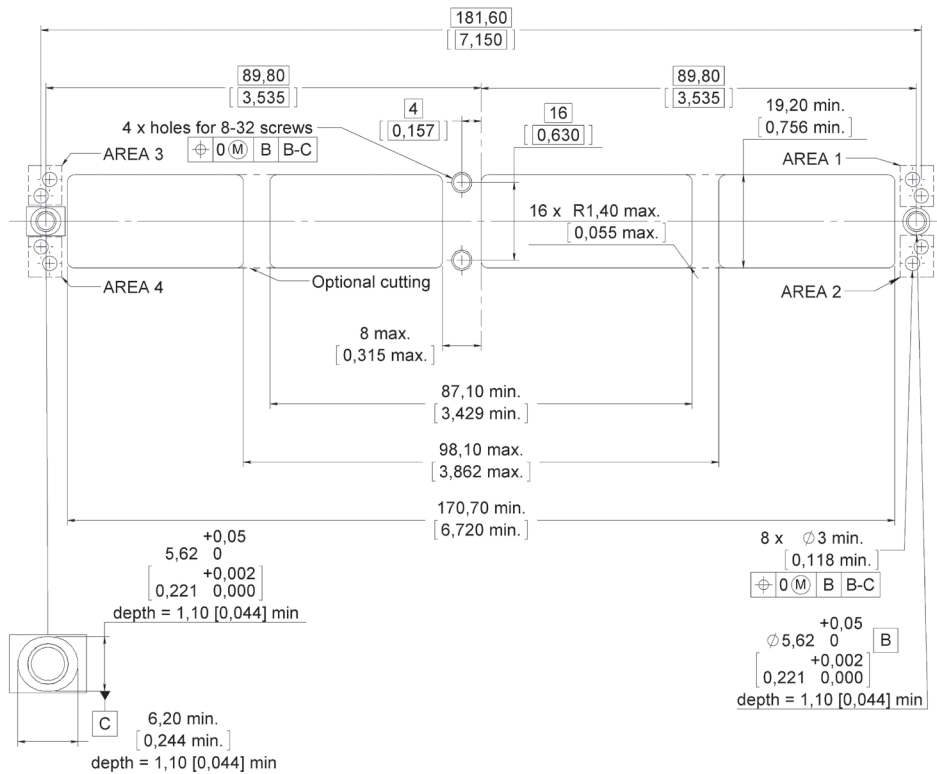 181,60
[7,150]
89,80
[3,535]
89,80
[3,535]
4
[0,157]
16
[0,630]
19,20 min.
[0,756 min.]
4 x holes for 8-32 screws
⌖ 0 Ⓜ B B-C
AREA 3
AREA 1
16 x R1,40 max.
[0,055 max.]
AREA 4
Optional cutting
AREA 2
8 max.
[0,315 max.]
87,10 min.
[3,429 min.]
98,10 max.
[3,862 max.]
170,70 min.
[6,720 min.]
+0,05
5,62 0
+0,002
[0,221 0,000]
depth = 1,10 [0,044] min
8 x ∅3 min.
[0,118 min.]
⌖ 0 Ⓜ B B-C
+0,05
∅5,62 0 B
+0,002
[0,221 0,000]
depth = 1,10 [0,044] min
C
6,20 min.
[0,244 min.]
depth = 1,10 [0,044] min